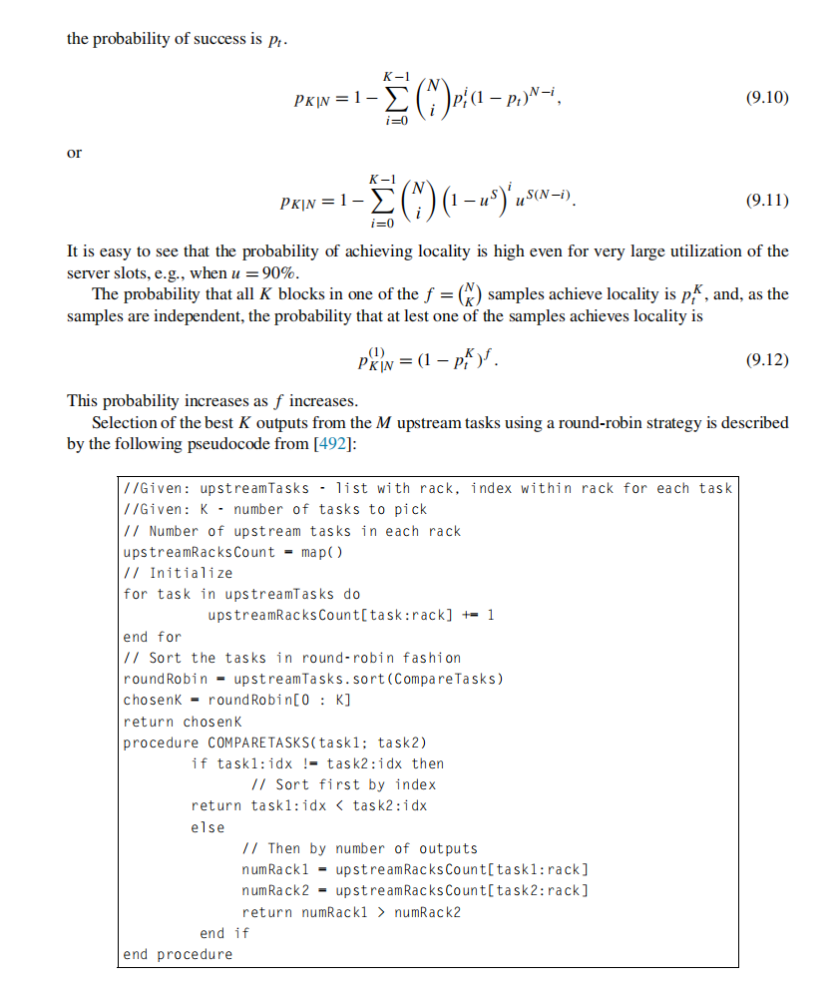 the probability of success is p_t.
p_{K|N} = 1 − \sum_{i=0}^{K−1} \binom{N}{i} p_t^i (1 − p_t)^{N−i},    (9.10)
or
p_{K|N} = 1 − \sum_{i=0}^{K−1} \binom{N}{i} (1 − u^S)^i u^{S(N−i)}.    (9.11)
It is easy to see that the probability of achieving locality is high even for very large utilization of the
server slots, e.g., when u = 90%.
The probability that all K blocks in one of the f = \binom{N}{K} samples achieve locality is p_t^K, and, as the
samples are independent, the probability that at lest one of the samples achieves locality is
p_{K|N}^{(1)} = (1 − p_t^K)^f.    (9.12)
This probability increases as f increases.
Selection of the best K outputs from the M upstream tasks using a round-robin strategy is described
by the following pseudocode from [492]:
//Given: upstreamTasks - list with rack, index within rack for each task
//Given: K - number of tasks to pick
// Number of upstream tasks in each rack
upstreamRacksCount = map()
// Initialize
for task in upstreamTasks do
upstreamRacksCount[task:rack] += 1
end for
// Sort the tasks in round-robin fashion
roundRobin = upstreamTasks.sort(CompareTasks)
chosenK = roundRobin[0 : K]
return chosenK
procedure COMPARETASKS(task1; task2)
if task1:idx != task2:idx then
// Sort first by index
return task1:idx < task2:idx
else
// Then by number of outputs
numRack1 = upstreamRacksCount[task1:rack]
numRack2 = upstreamRacksCount[task2:rack]
return numRack1 > numRack2
end if
end procedure